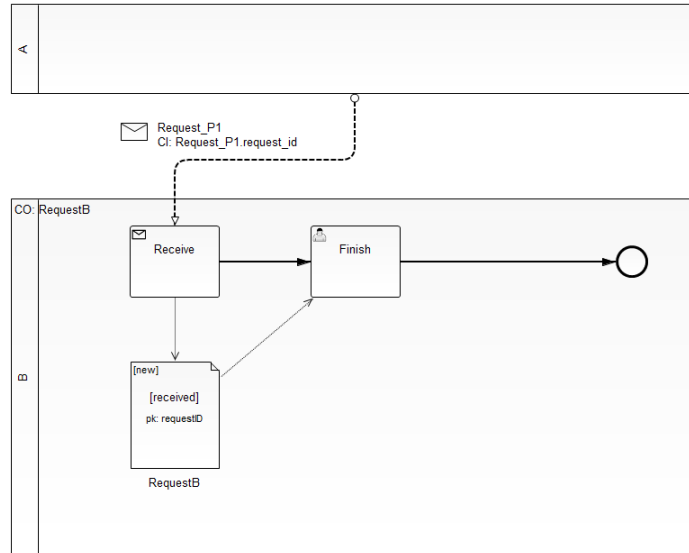 A
Request_P1
CI: Request_P1.request_id
CO: RequestB
Receive
Finish
B
[new]
[received]
pk: requestID
RequestB